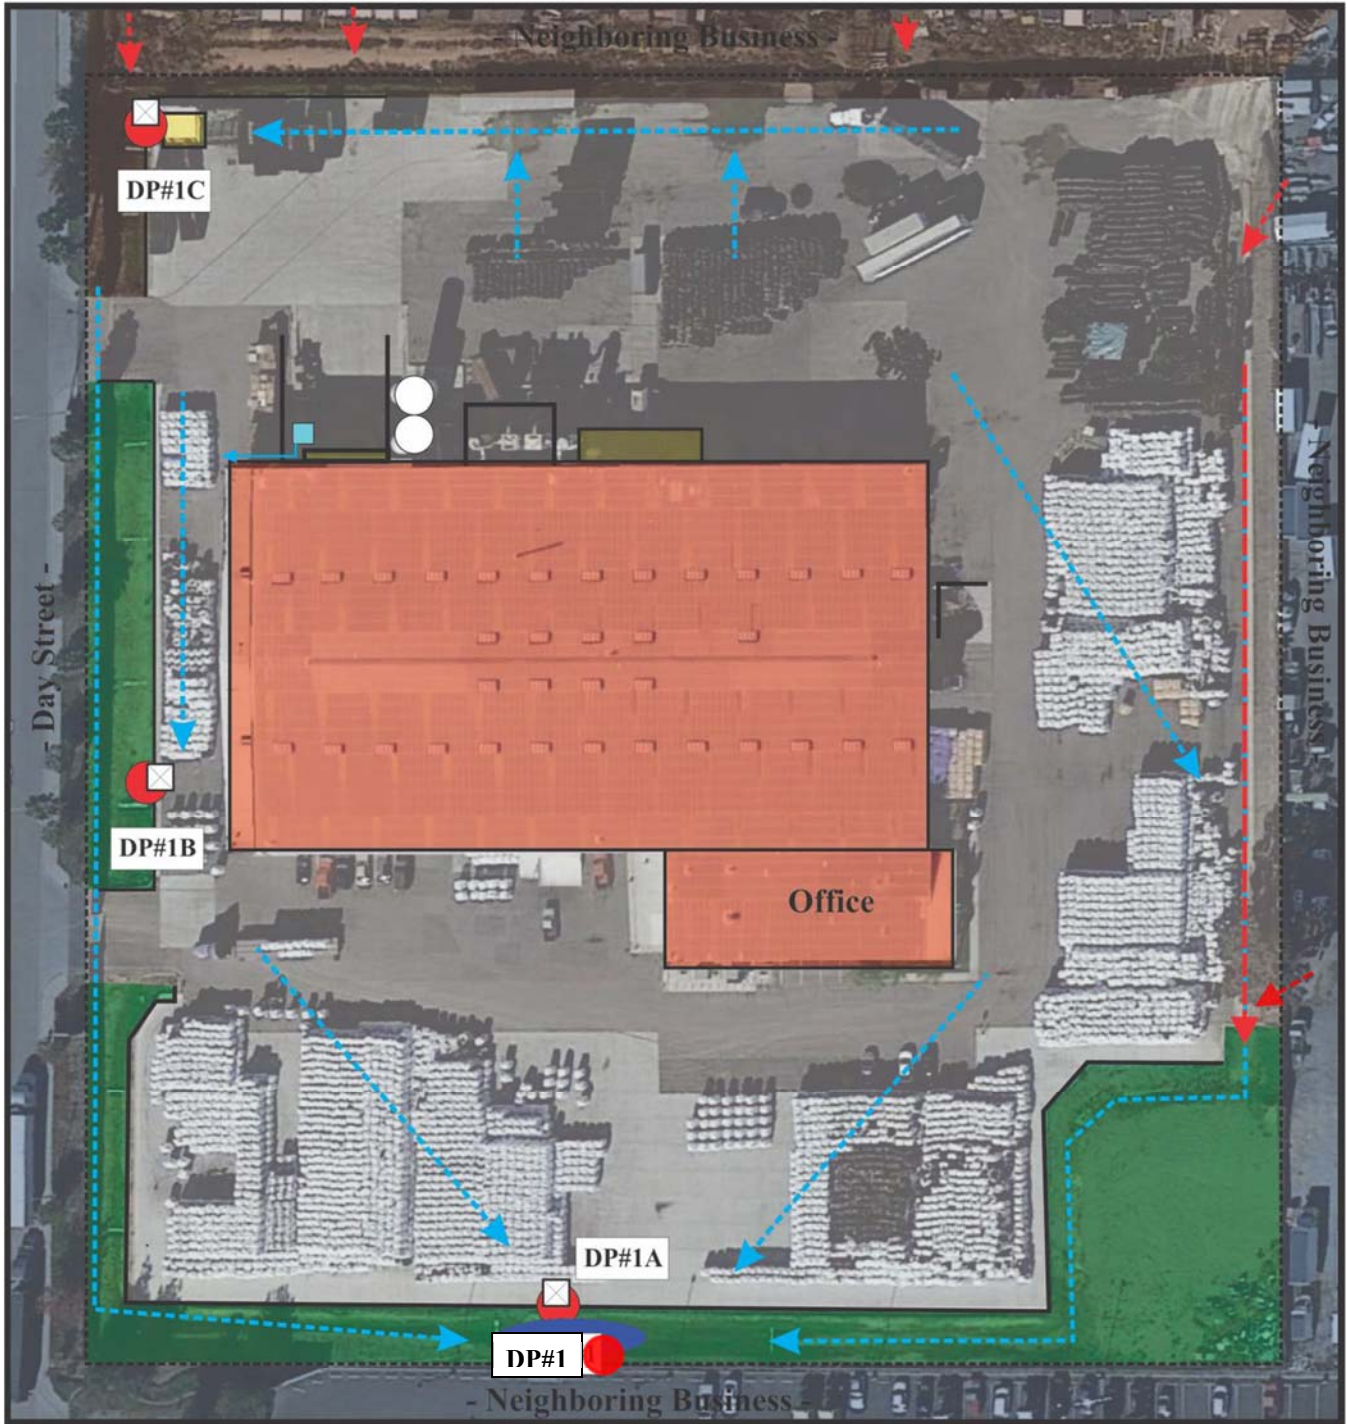 - Neighboring Business -
DP#1C
- Day Street -
- Neighboring Business -
DP#1B
Office
DP#1A
DP#1
- Neighboring Business -